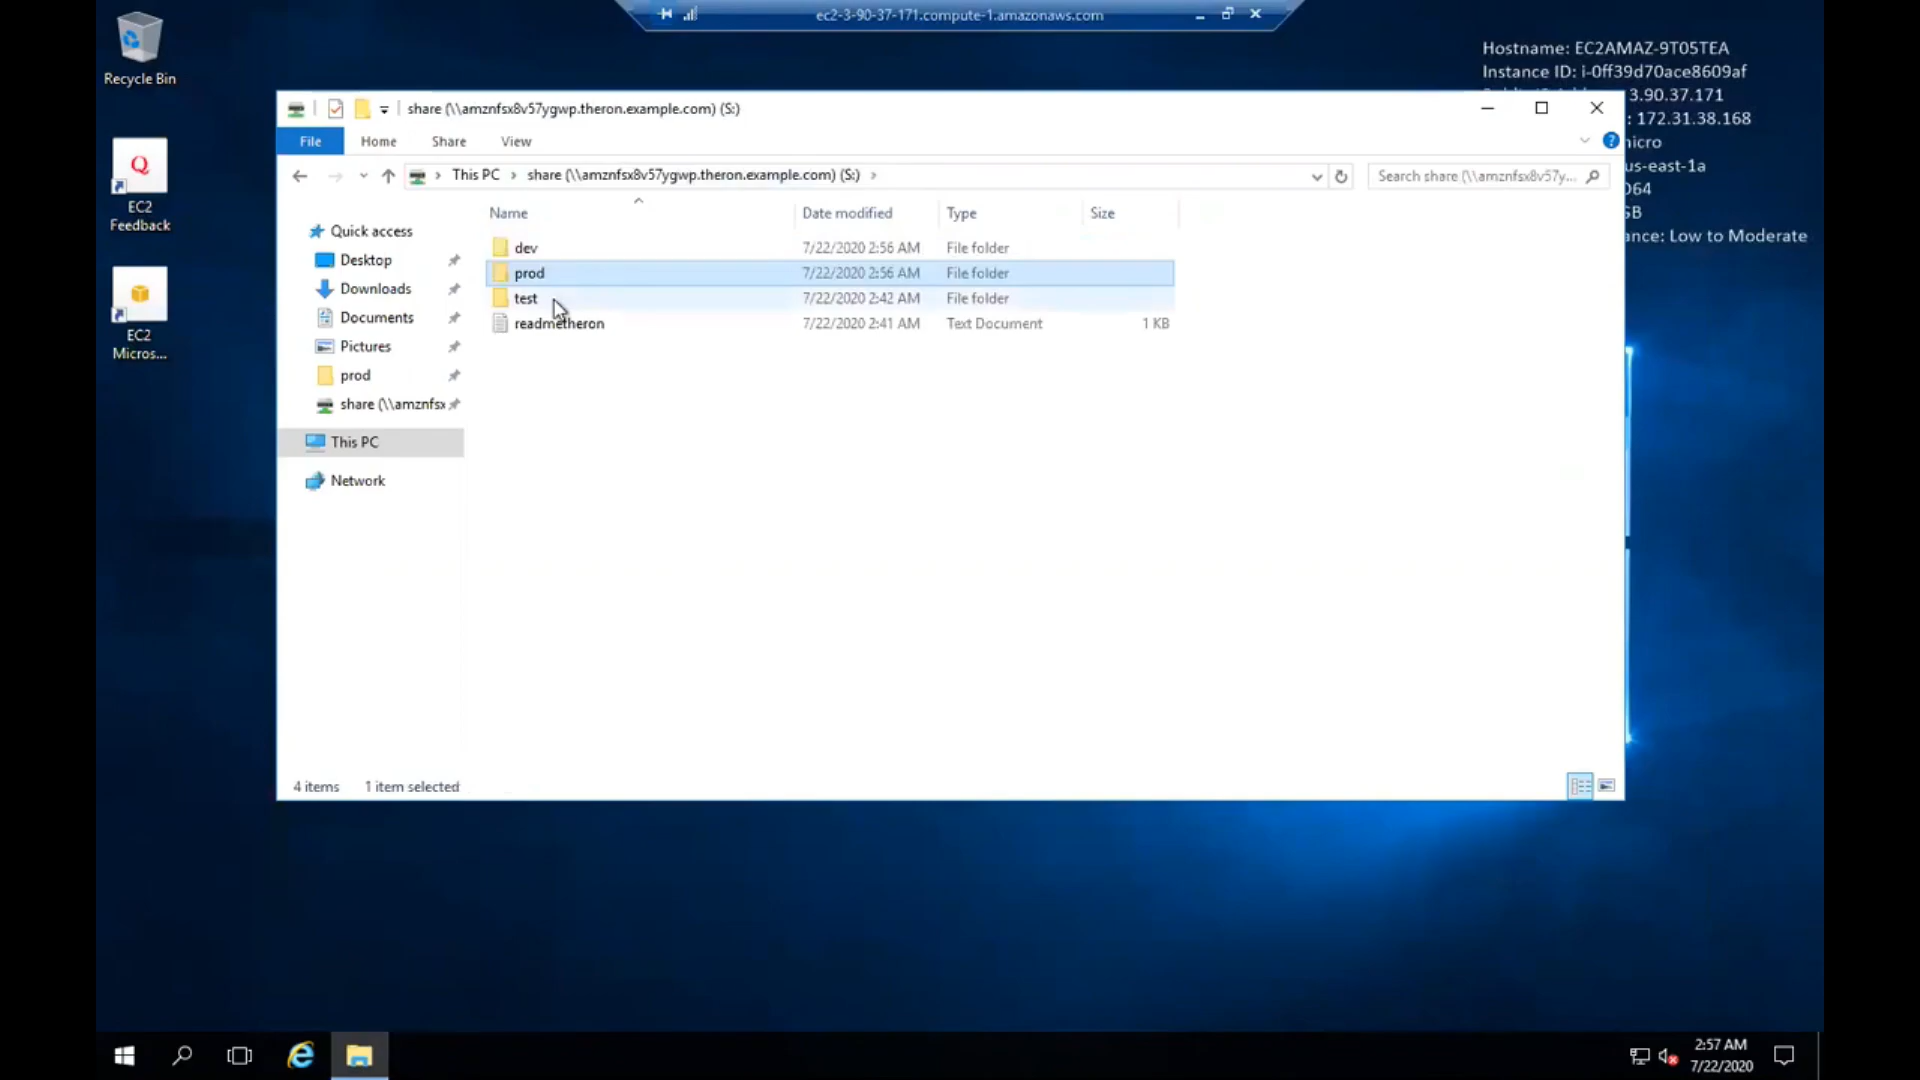 ec2-3-90-37-171.compute-1.amazonaws.com
Recycle Bin
Hostname: EC2AMAZ-9T05TEA
Instance ID: i-0ff39d70ace8609af
3.90.37.171
: 172.31.38.168
micro
us-east-1a
D64
GB
ance: Low to Moderate
share (\\amznfsx8v57ygwp.theron.example.com) (S:)
File
Home
Share
View
This PC
share (\\amznfsx8v57ygwp.theron.example.com) (S:)
Search share (\\amznfsx8v57y...
EC2
Feedback
EC2
Micros...
Quick access
Desktop
Downloads
Documents
Pictures
prod
share (\\amznfsx
This PC
Network
Name Date modified Type Size
dev 7/22/2020 2:56 AM File folder
prod 7/22/2020 2:56 AM File folder
test 7/22/2020 2:42 AM File folder
readmetheron 7/22/2020 2:41 AM Text Document 1 KB
4 items 1 item selected
2:57 AM
7/22/2020